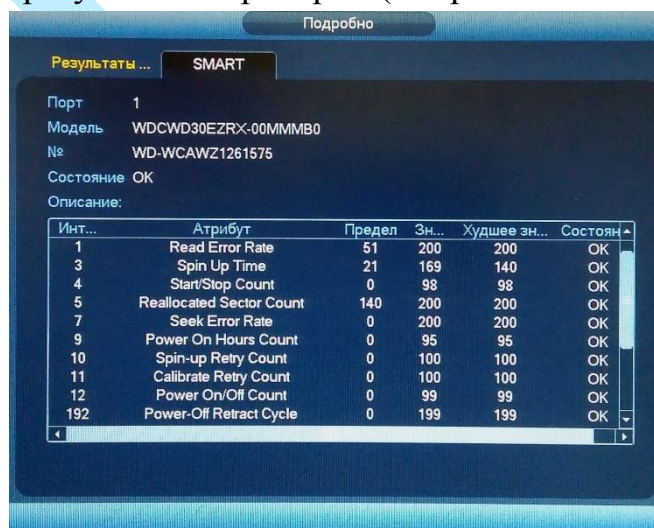 Подробно
Результаты ... SMART
Порт 1
Модель WDCWD30EZRX-00MMMB0
№ WD-WCAWZ1261575
Состояние OK
Описание:
Инт... Атрибут Предел Зн... Худшее зн... Состоян
1 Read Error Rate 51 200 200 OK
3 Spin Up Time 21 169 140 OK
4 Start/Stop Count 0 98 98 OK
5 Reallocated Sector Count 140 200 200 OK
7 Seek Error Rate 0 200 200 OK
9 Power On Hours Count 0 95 95 OK
10 Spin-up Retry Count 0 100 100 OK
11 Calibrate Retry Count 0 100 100 OK
12 Power On/Off Count 0 99 99 OK
192 Power-Off Retract Cycle 0 199 199 OK